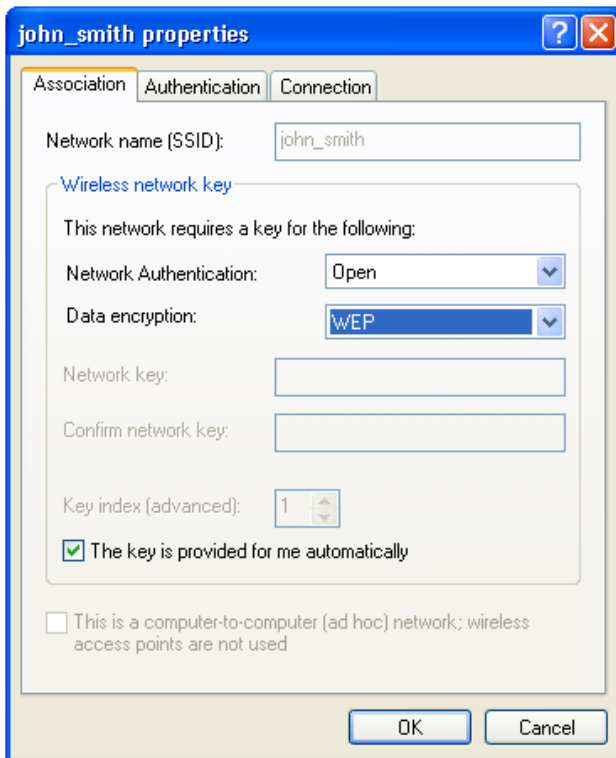 john_smith properties
Association Authentication Connection
Network name (SSID): john_smith
Wireless network key
This network requires a key for the following:
Network Authentication: Open
Data encryption: WEP
Network key:
Confirm network key:
Key index (advanced): 1
The key is provided for me automatically
This is a computer-to-computer (ad hoc) network; wireless
access points are not used
OK Cancel